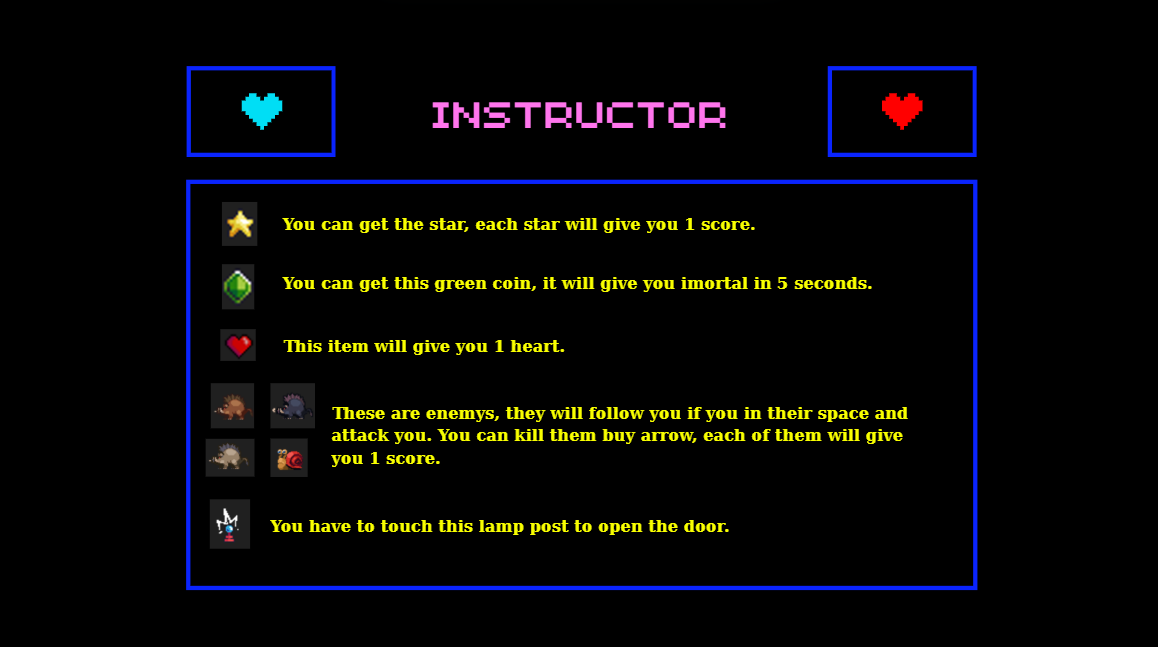 INSTRUCTOR
You can get the star, each star will give you 1 score.
You can get this green coin, it will give you imortal in 5 seconds.
This item will give you 1 heart.
These are enemys, they will follow you if you in their space and
attack you. You can kill them buy arrow, each of them will give
you 1 score.
You have to touch this lamp post to open the door.